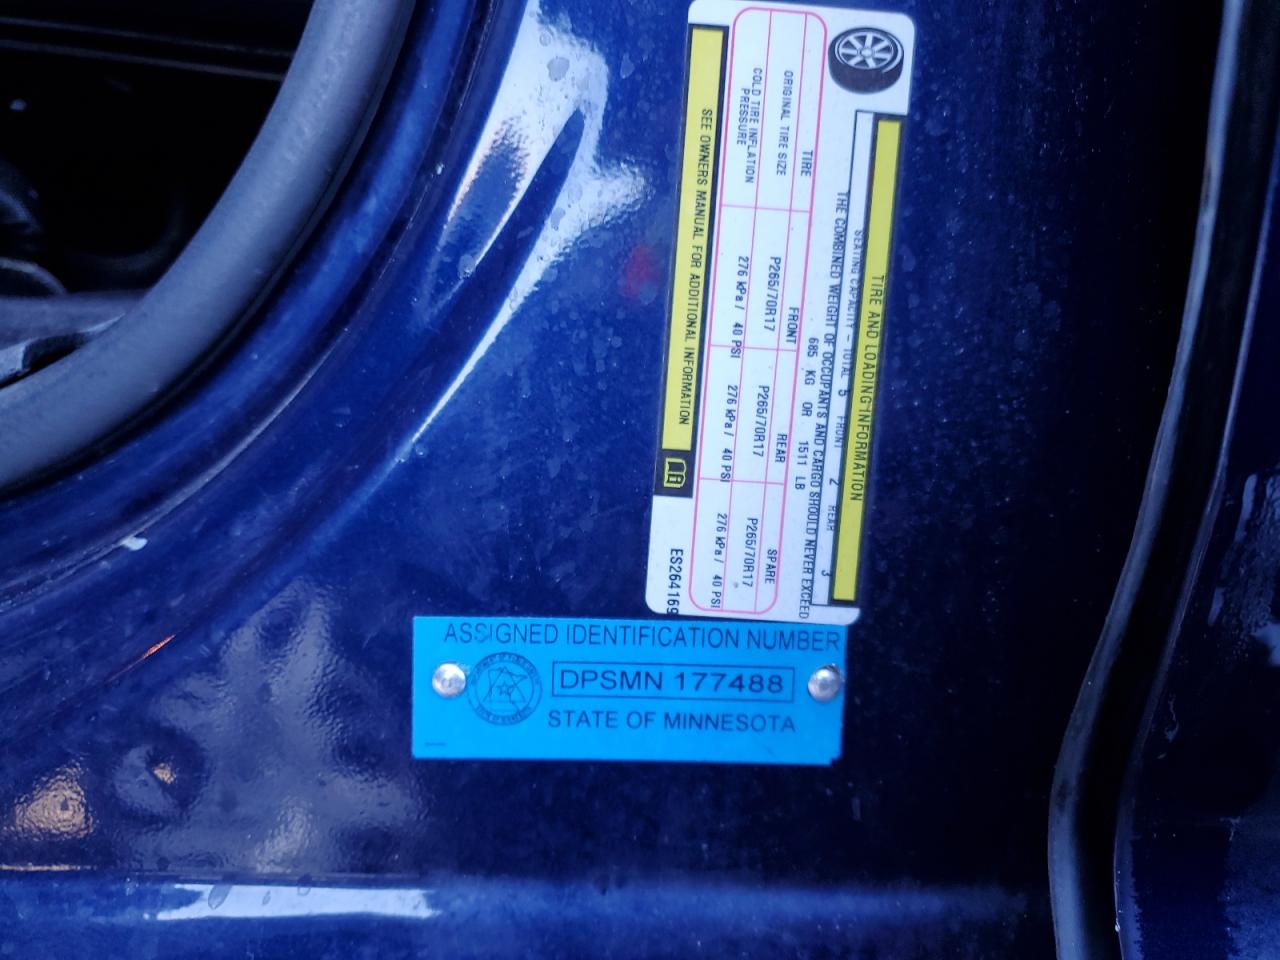 TIRE AND LOADING INFORMATION
SEATING CAPACITY - TOTAL 5 FRONT 2 REAR 3
THE COMBINED WEIGHT OF OCCUPANTS AND CARGO SHOULD NEVER EXCEED
685 KG OR 1511 LB
TIRE FRONT REAR SPARE
ORIGINAL TIRE SIZE P265/70R17 P265/70R17 P265/70R17
COLD TIRE INFLATION PRESSURE 276 kPa/ 40 PSI 276 kPa/ 40 PSI 276 kPa/ 40 PSI
SEE OWNERS MANUAL FOR ADDITIONAL INFORMATION
ES264169
ASSIGNED IDENTIFICATION NUMBER
DPSMN 177488
STATE OF MINNESOTA